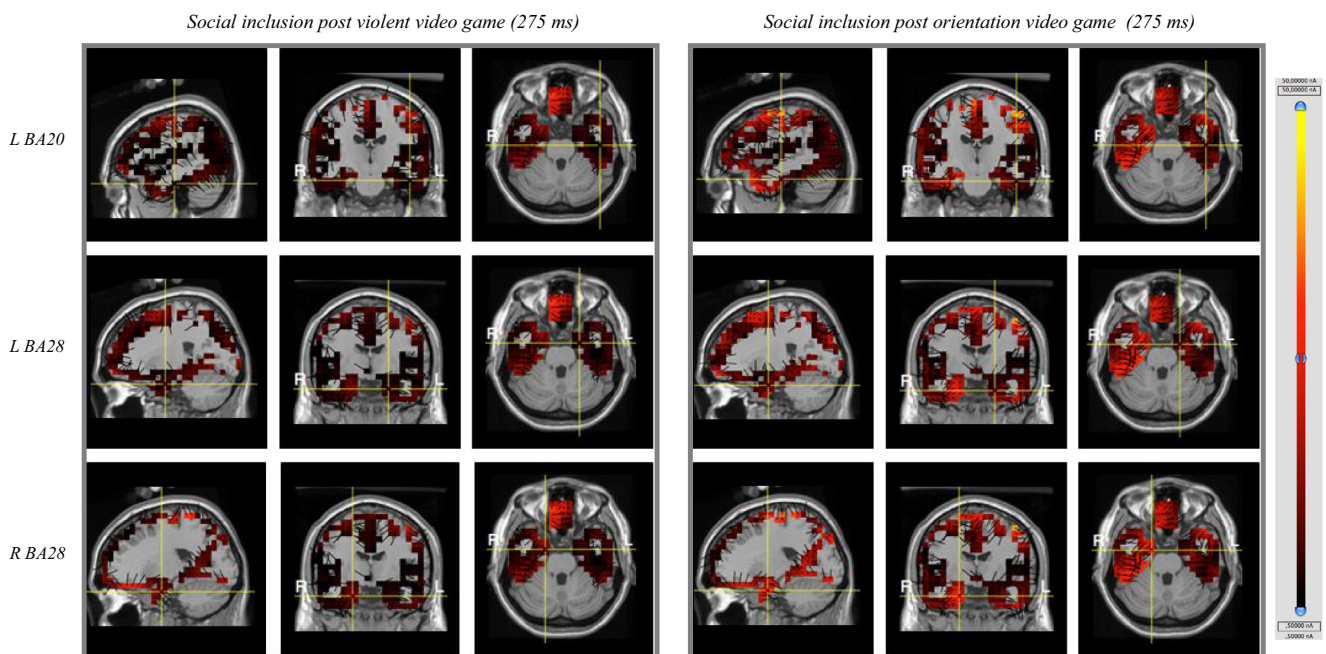 Social inclusion post violent video game (275 ms)
Social inclusion post orientation video game (275 ms)
50,00000 nA
50,00000 nA
L BA20
R L R L R L R L
L BA28
R L R L R L R L
R BA28
R L R L R L R L
,50000 nA
,50000 nA